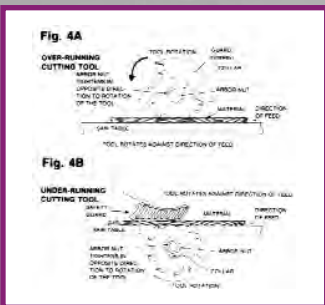 Fig. 4A
OVER-RUNNING
CUTTING TOOL
TOOL ROTATION
GUARD
COLLAR
ARBOR NUT
TIGHTENS IN
OPPOSITE DIREC-
TION TO ROTATION
OF THE TOOL
ARBOR NUT
MATERIAL
DIRECTION
OF FEED
SAW TABLE
TOOL ROTATES AGAINST DIRECTION OF FEED
Fig. 4B
UNDER-RUNNING
CUTTING TOOL
TOOL ROTATES AGAINST DIRECTION OF FEED
SAFETY
GUARD
MATERIAL
DIRECTION
OF FEED
SAW TABLE
ARBOR NUT
TIGHTENS IN
OPPOSITE DIREC-
TION TO ROTATION
OF THE TOOL
ARBOR NUT
COLLAR
TOOL ROTATION